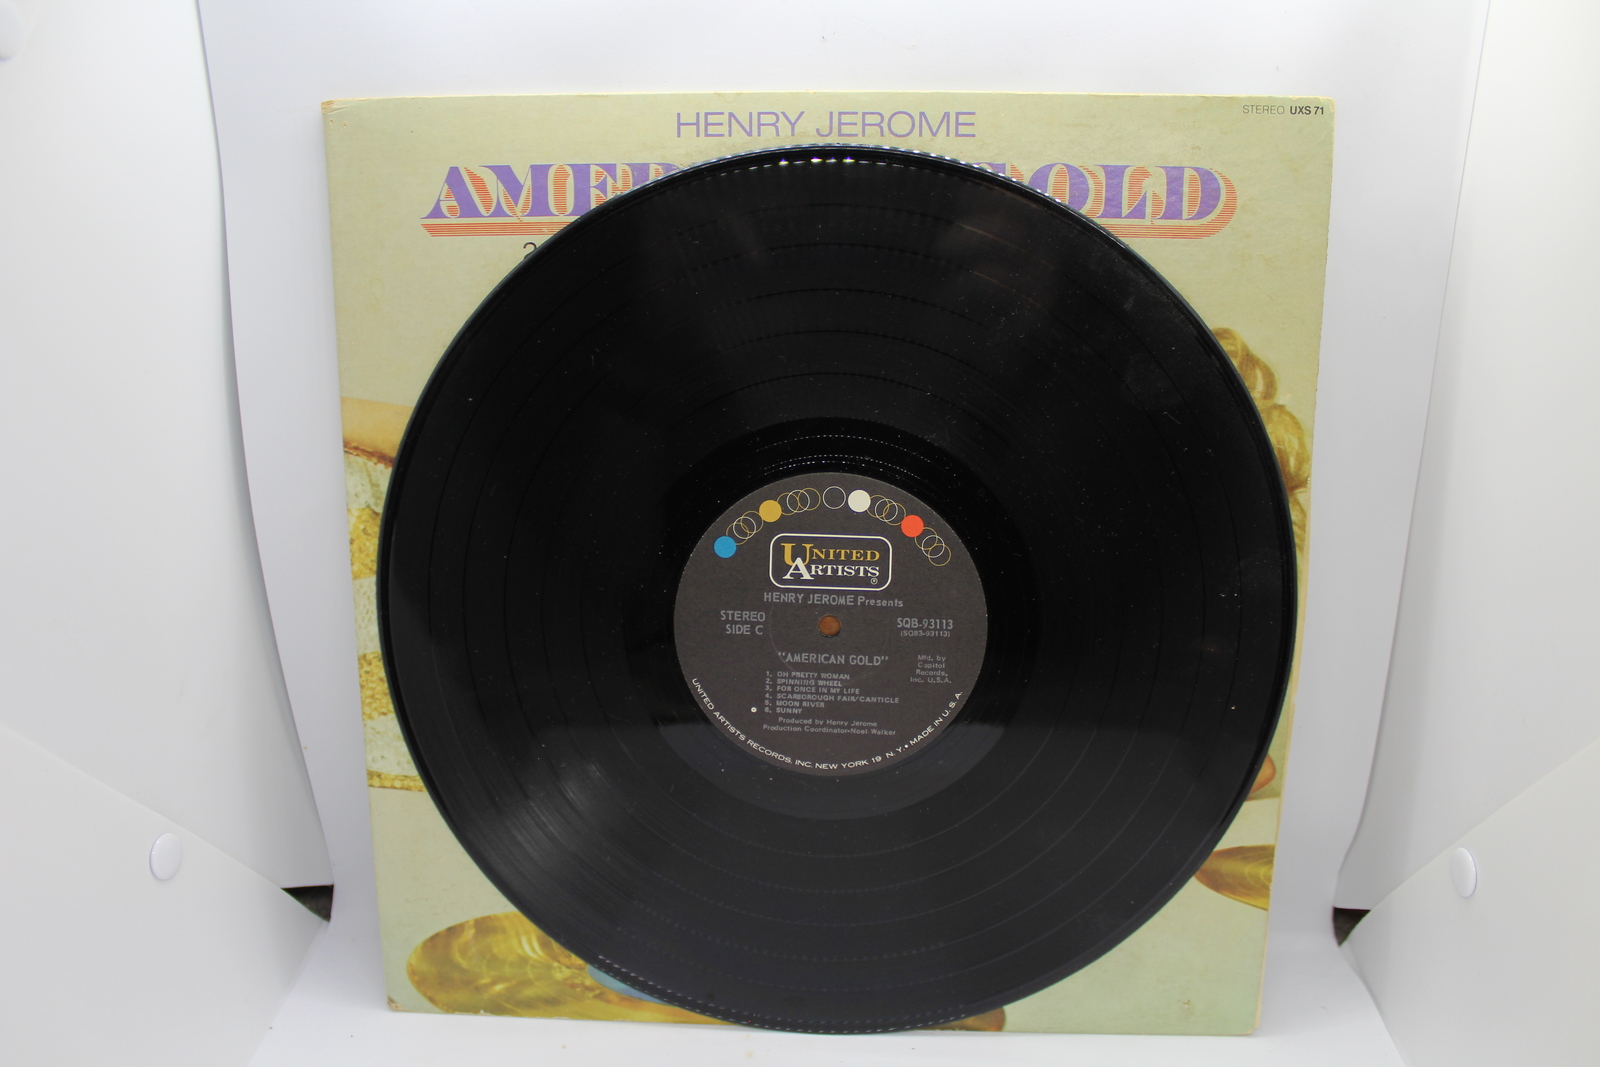 HENRY JEROME
STEREO UXS 71
OLD
UNITED
ARTISTS
®
HENRY JEROME Presents
STEREO
SIDE C
SQB-93113
(SQB3-93113)
"AMERICAN GOLD"
Mfd. by
Capitol
Records,
Inc. U.S.A.
1. OH PRETTY WOMAN
2. SPINNING WHEEL
3. FOR ONCE IN MY LIFE
4. SCARBOROUGH FAIR/CANTICLE
5. MOON RIVER
6. SUNNY
Produced by Henry Jerome
Production Coordinator-Noel Walker
UNITED ARTISTS RECORDS, INC. NEW YORK 19 N.Y. • MADE IN U.S.A.